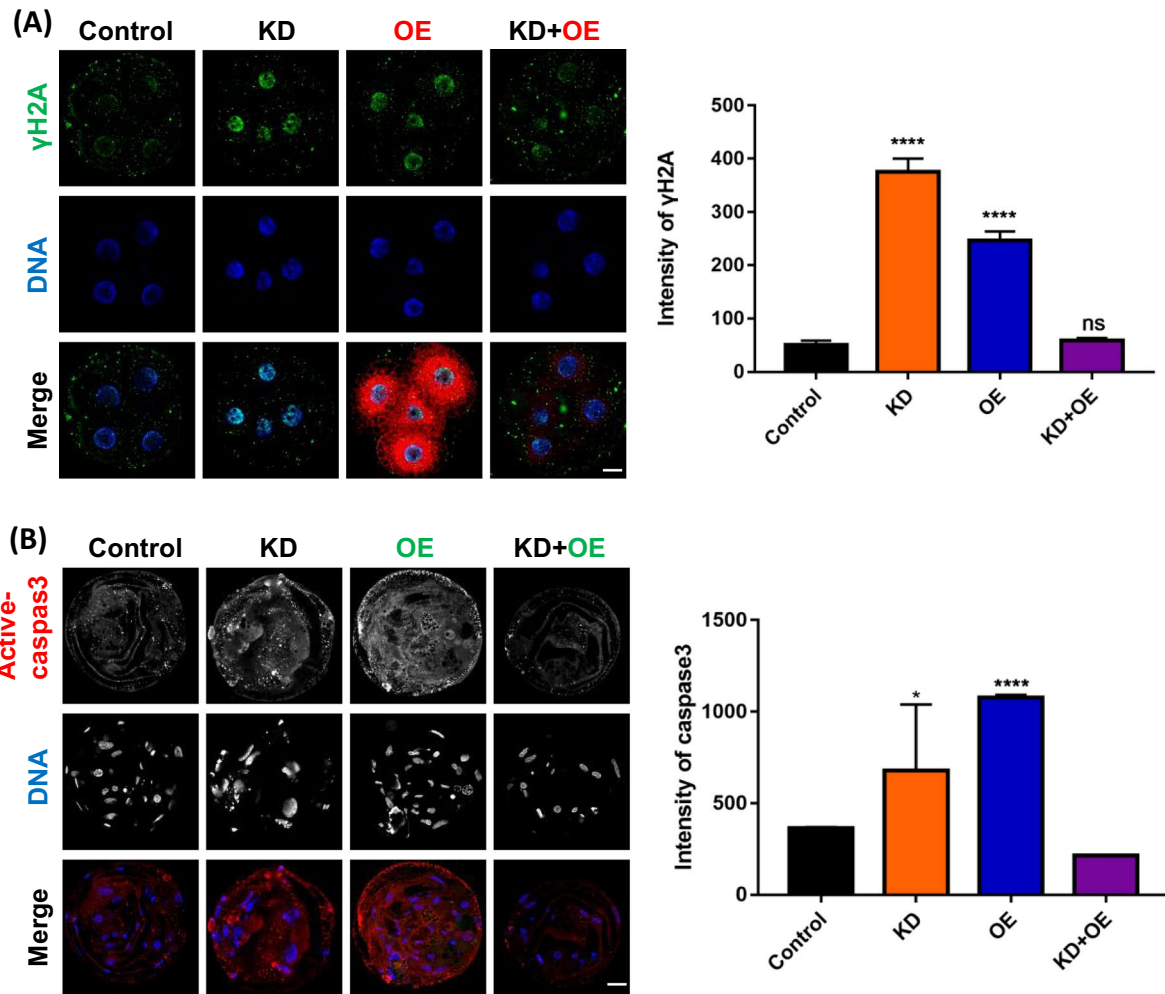 (A)
Control KD OE KD+OE
γH2A
DNA
Merge
500
400
300
200
100
0
Intensity of γH2A
****
****
ns
Control
KD
OE
KD+OE
(B)
Control KD OE KD+OE
Active-
caspas3
DNA
Merge
1500
1000
500
0
Intensity of caspase3
*
****
Control
KD
OE
KD+OE